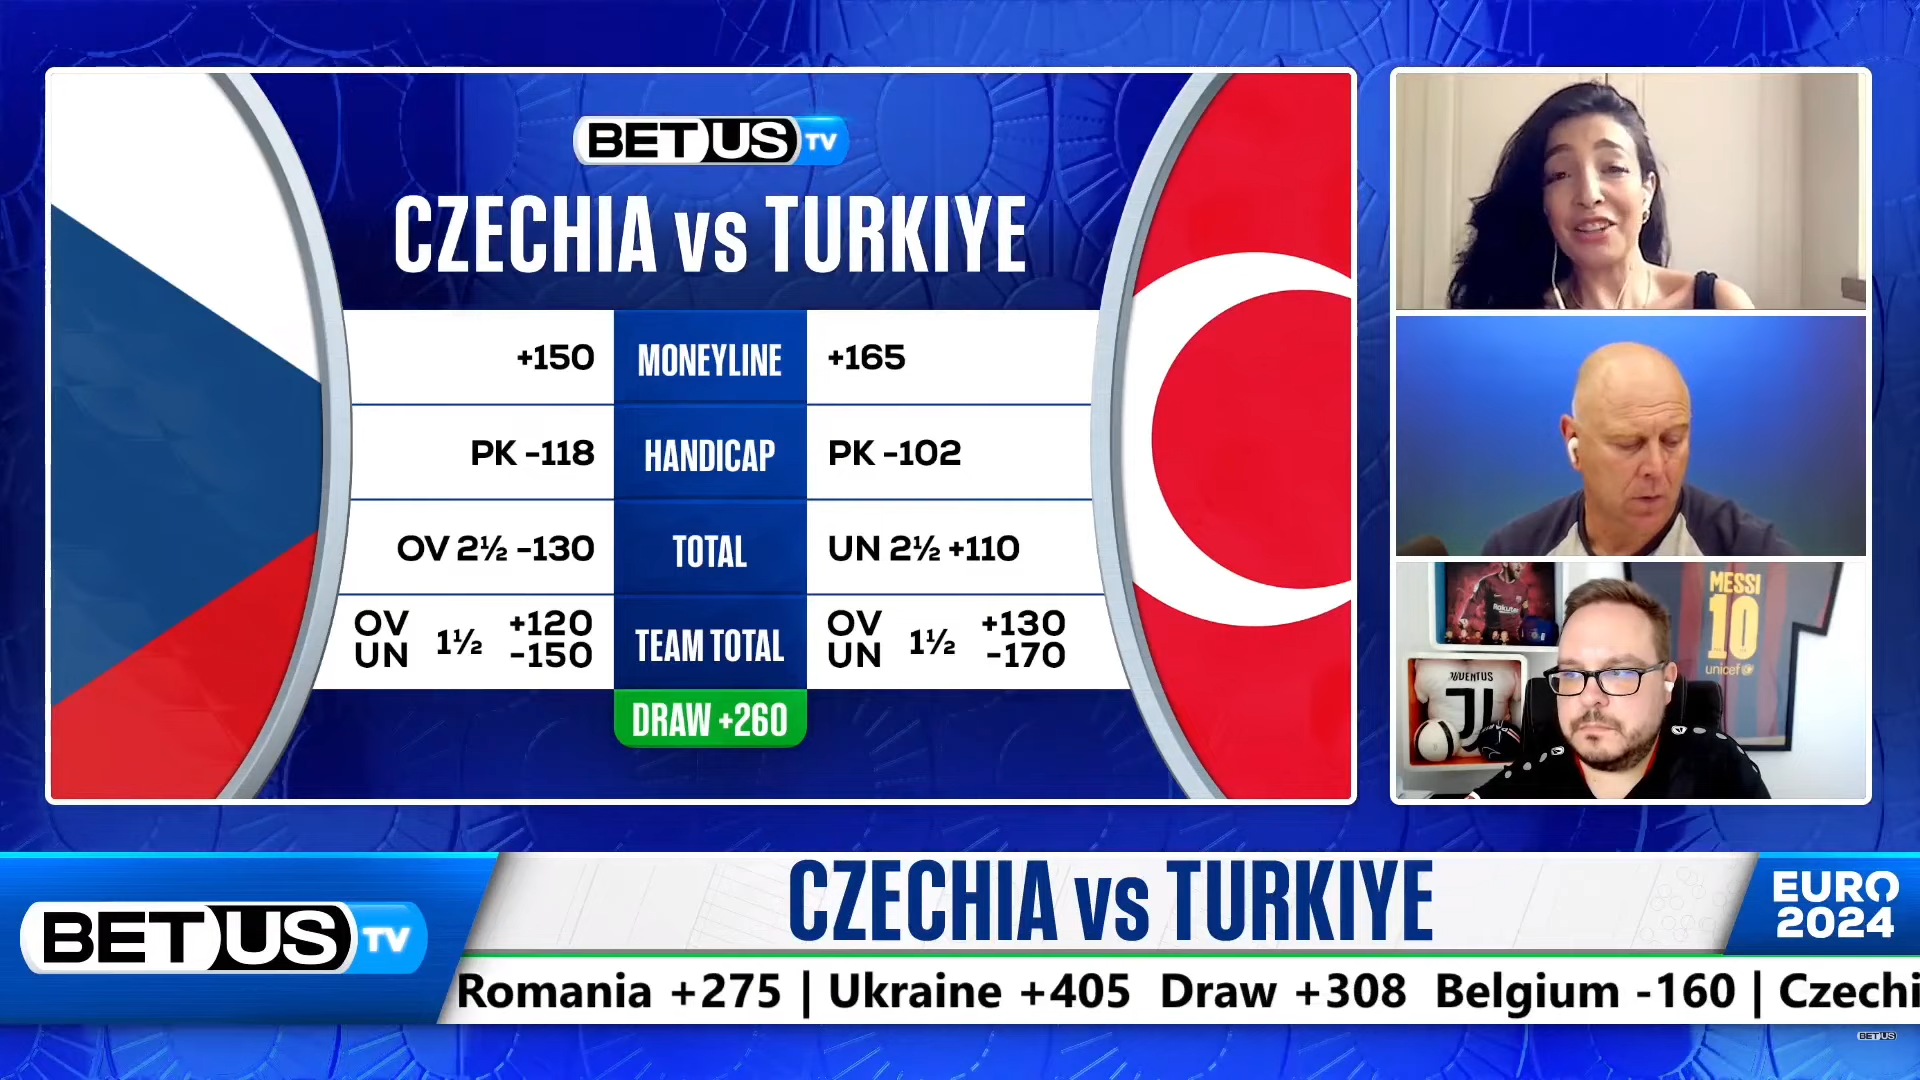 BETUS TV
CZECHIA vs TURKIYE
+150 MONEYLINE +165
PK -118 HANDICAP PK -102
OV 2½ -130 TOTAL UN 2½ +110
OV 1½ +120 TEAM TOTAL OV 1½ +130
UN -150 UN -170
DRAW +260
Rakuten
MESSI
10
unicef
JUVENTUS
BETUS TV
CZECHIA vs TURKIYE
EURO
2024
Romania +275 | Ukraine +405 Draw +308 Belgium -160 | Czechi
BETUS